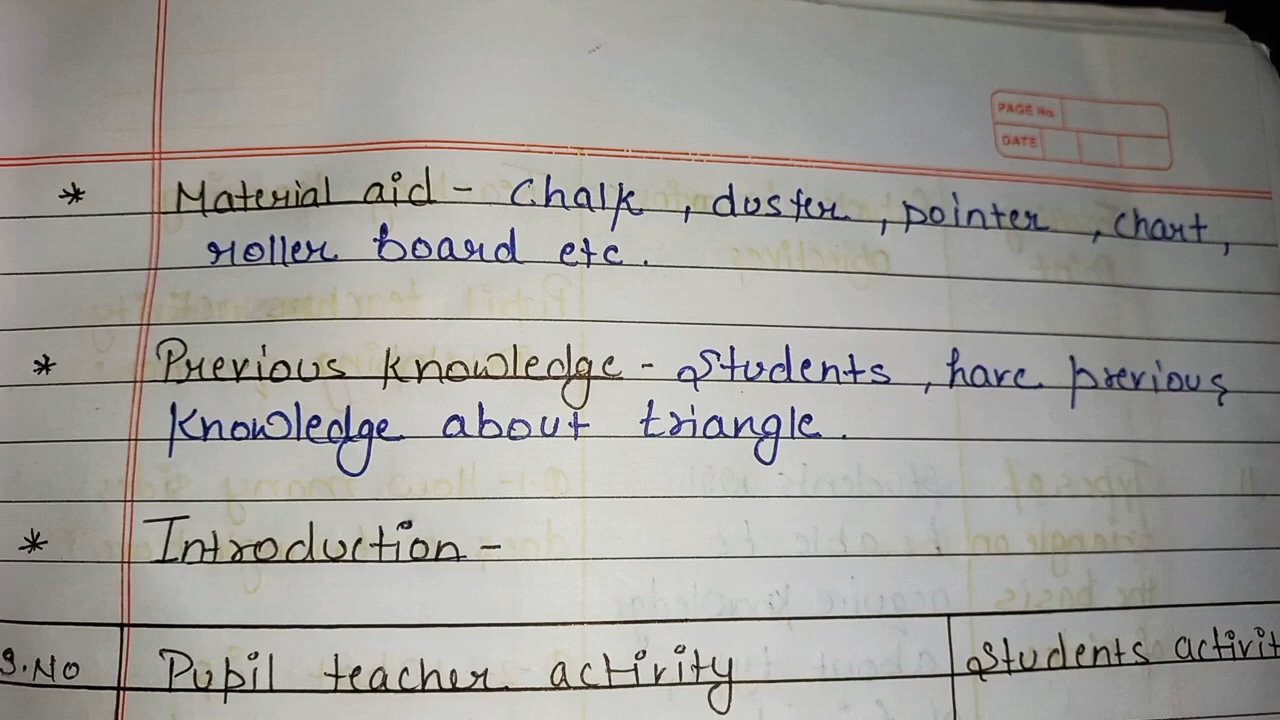 PAGE No.
DATE
* Material aid - Chalk , duster , pointer , chart,
roller board etc .
* Previous knowledge - Students , have previous
knowledge about triangle .
* Introduction -
S.No Pupil teacher activity Students activit